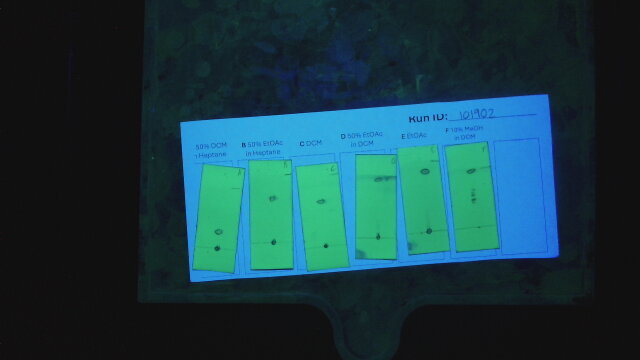 Run ID: 101902
50% DCM
n Heptane
B 50% EtOAc
in Heptane
C DCM
D 50% EtOAc
in DCM
E EtOAc
F 10% MeOH
in DCM